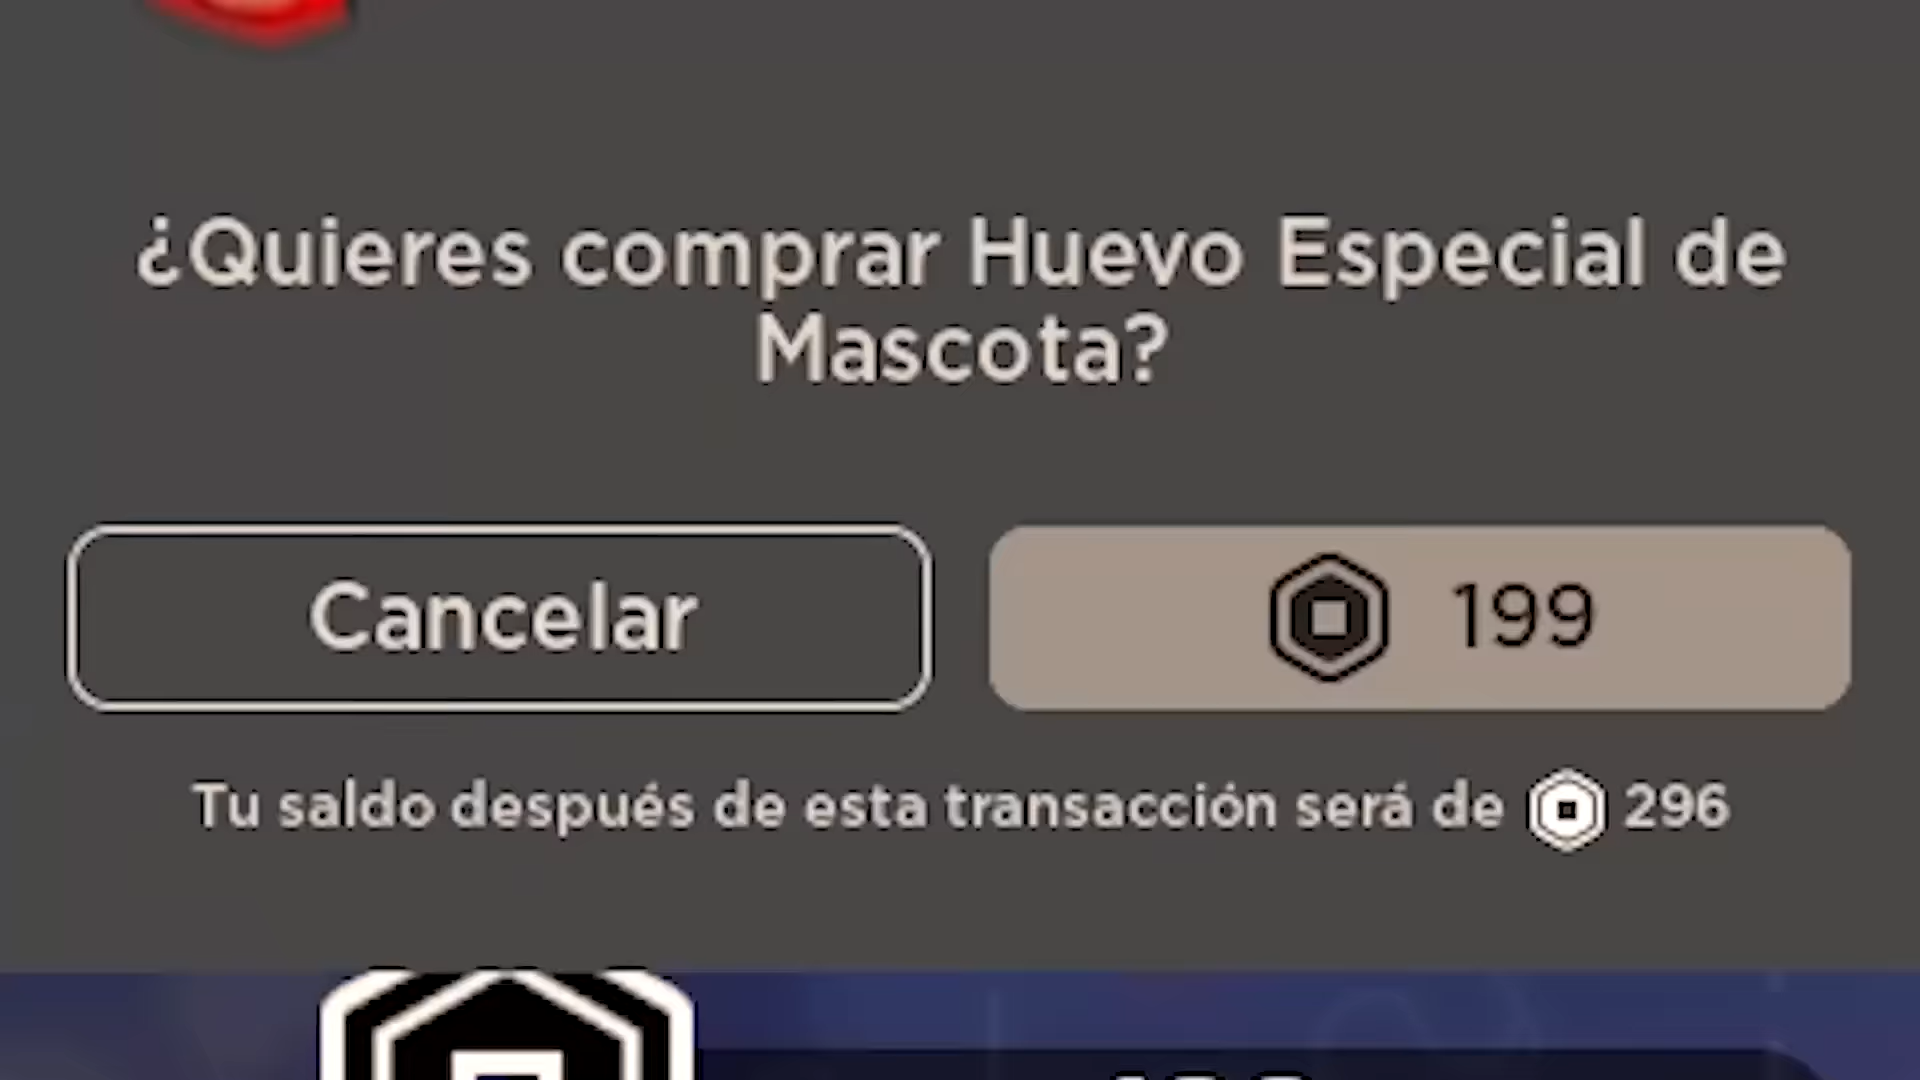 ¿Quieres comprar Huevo Especial de
Mascota?
Cancelar
199
Tu saldo después de esta transacción será de 296